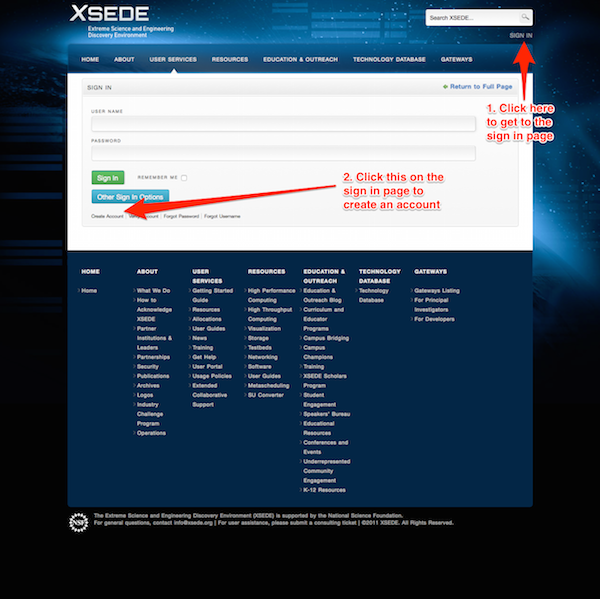 XSEDE
Extreme Science and Engineering
Discovery Environment
Search XSEDE...
SIGN IN
HOME ABOUT USER SERVICES RESOURCES EDUCATION & OUTREACH TECHNOLOGY DATABASE GATEWAYS
SIGN IN
Return to Full Page
1. Click here
to get to the
sign in page
USER NAME
PASSWORD
Sign In
REMEMBER ME
2. Click this on the
sign in page to
create an account
Other Sign In Options
Create Account | Verify Account | Forgot Password | Forgot Username
HOME
Home
ABOUT
What We Do
How to
Acknowledge
XSEDE
Partner
Institutions &
Leaders
Partnerships
Security
Publications
Archives
Logos
Industry
Challenge
Program
Operations
USER
SERVICES
Getting Started
Guide
Resources
Allocations
User Guides
News
Training
Get Help
User Portal
Usage Policies
Extended
Collaborative
Support
RESOURCES
High Performance
Computing
High Throughput
Computing
Visualization
Storage
Testbeds
Networking
Software
User Guides
Metascheduling
SU Converter
EDUCATION &
OUTREACH
Education &
Outreach Blog
Curriculum and
Educator
Programs
Campus Bridging
Campus
Champions
Training
XSEDE Scholars
Program
Student
Engagement
Speakers' Bureau
Educational
Resources
Conferences and
Events
Underrepresented
Community
Engagement
K-12 Resources
TECHNOLOGY
DATABASE
Technology
Database
GATEWAYS
Gateways Listing
For Principal
Investigators
For Developers
NSF
The Extreme Science and Engineering Discovery Environment (XSEDE) is supported by the National Science Foundation.
For general questions, contact info@xsede.org | For user assistance, please submit a consulting ticket | ©2011 XSEDE. All Rights Reserved.